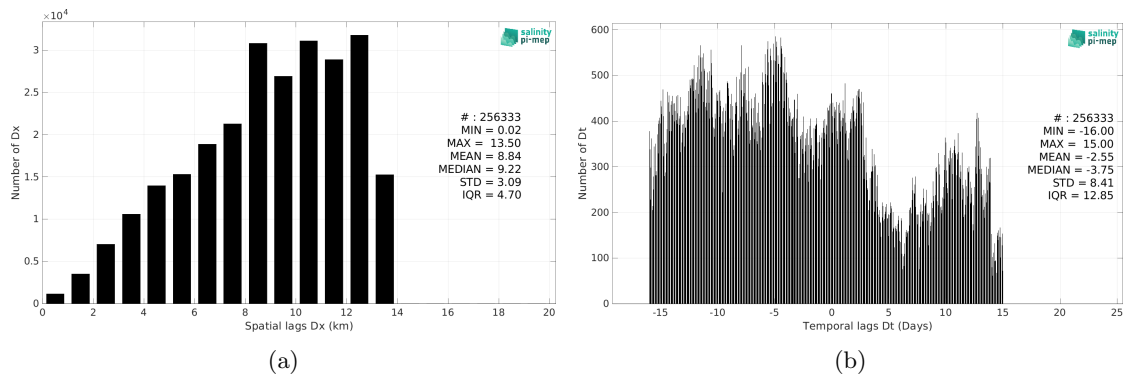 ×10⁴
3
2.5
2
1.5
1
0.5
0
0 2 4 6 8 10 12 14 16 18 20
Number of Dx
Spatial lags Dx (km)
salinity
pi-mep
# : 256333
MIN = 0.02
MAX = 13.50
MEAN = 8.84
MEDIAN = 9.22
STD = 3.09
IQR = 4.70
(a)
600
500
400
300
200
100
0
-15 -10 -5 0 5 10 15 20 25
Number of Dt
Temporal lags Dt (Days)
salinity
pi-mep
# : 256333
MIN = -16.00
MAX = 15.00
MEAN = -2.55
MEDIAN = -3.75
STD = 8.41
IQR = 12.85
(b)